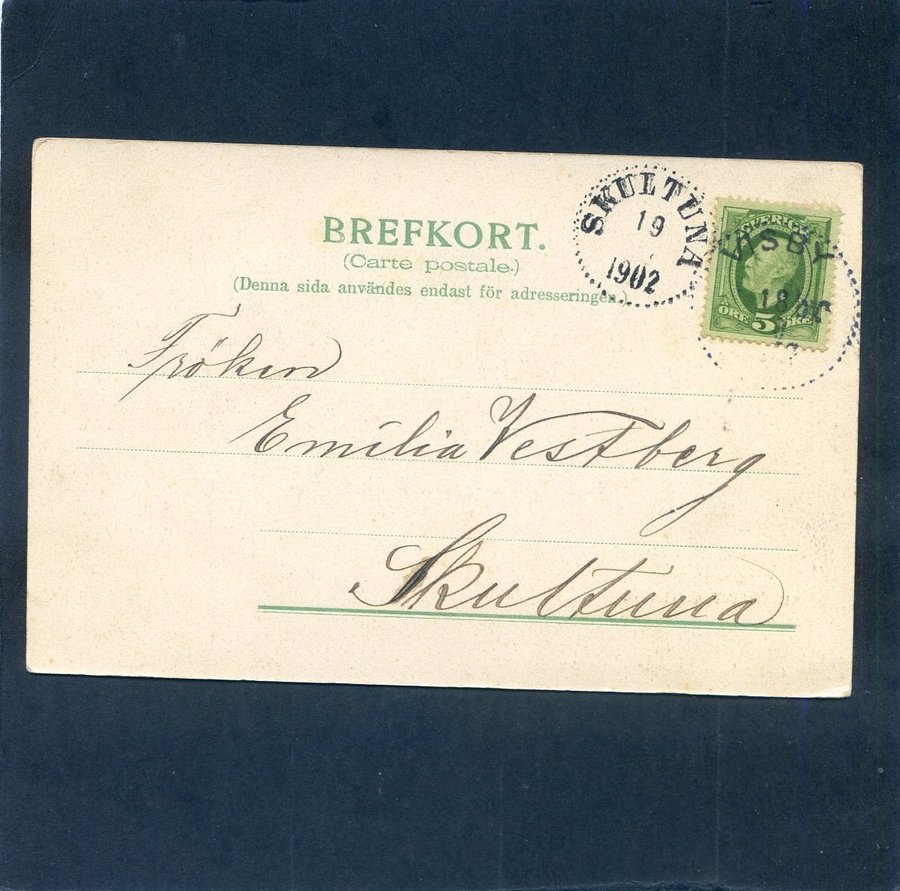 BREFKORT.
(Carte postale.)
(Denna sida användes endast för adresseringen.)
SKULTUNA
19
1902
SVERIGE
5
ÖRE ÖRE
Fröken
Emilia Vestberg
Skultuna